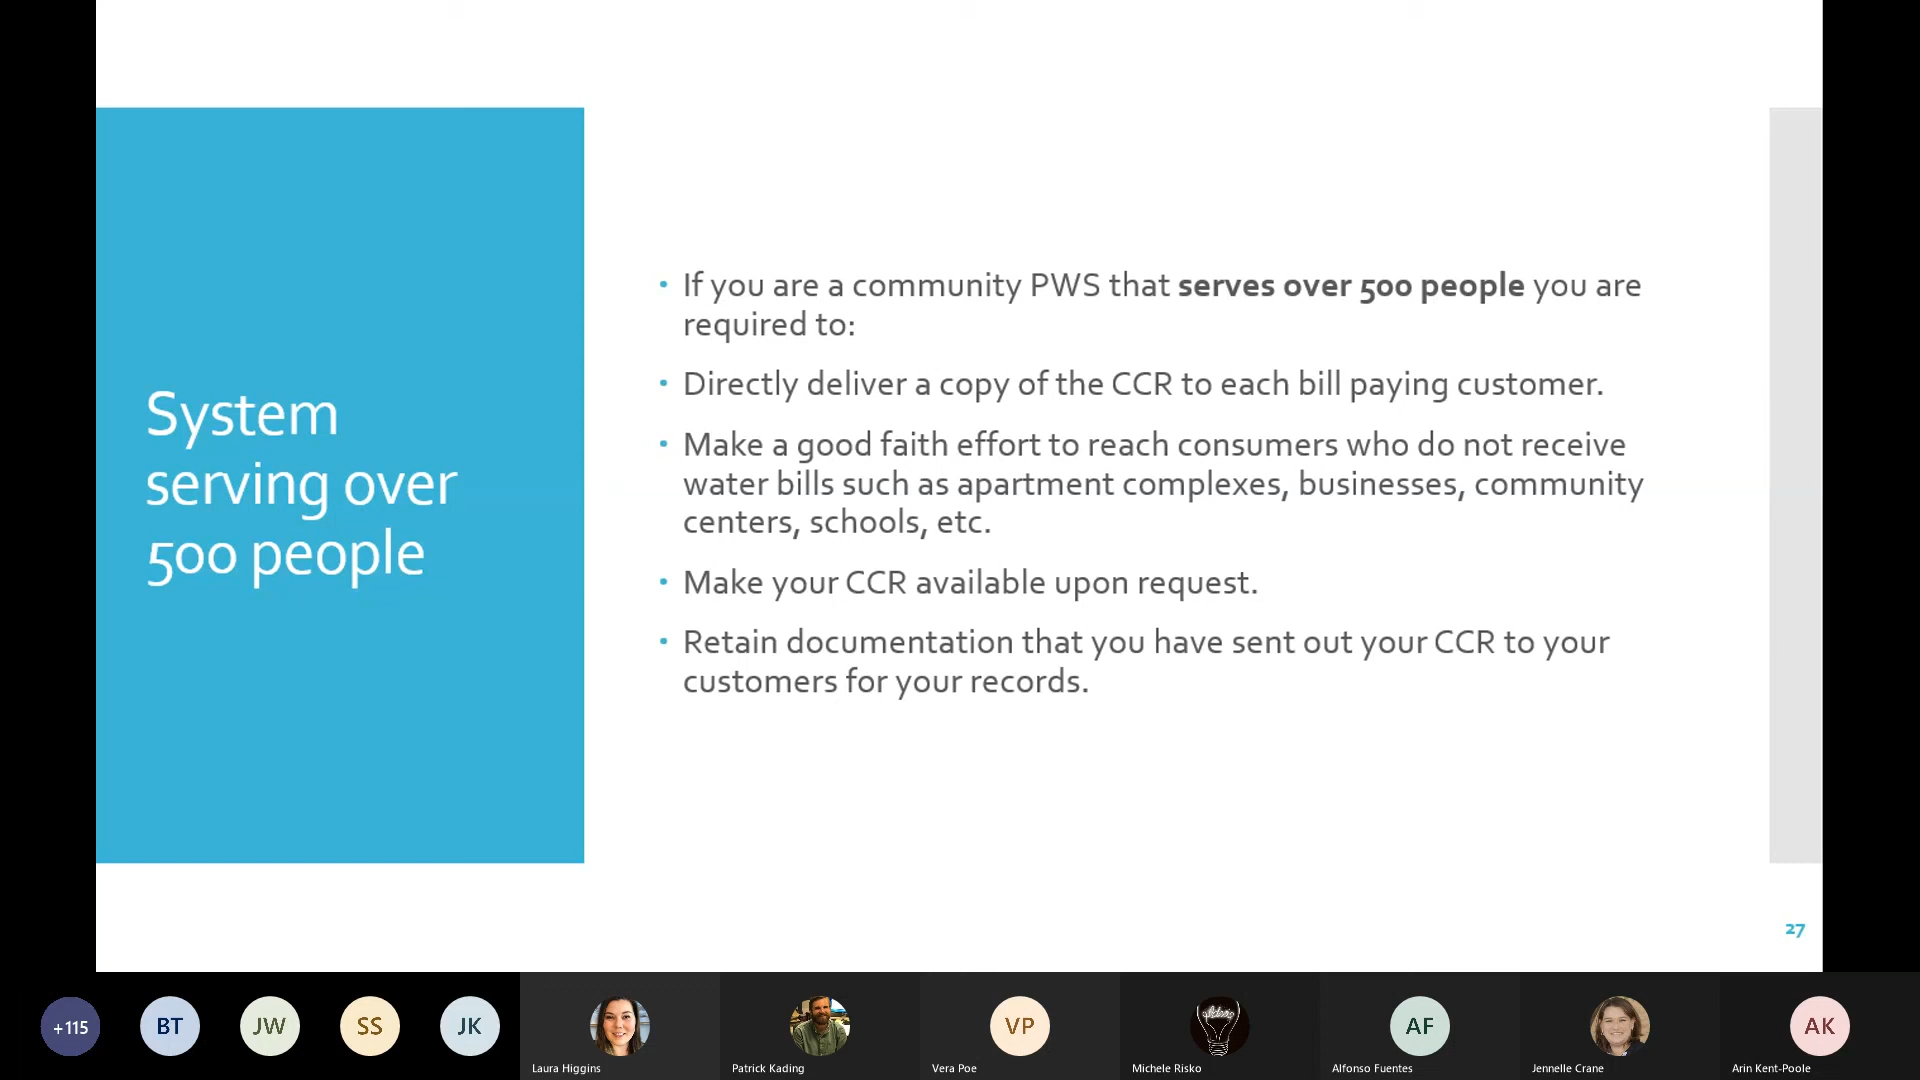 System
serving over
500 people
• If you are a community PWS that serves over 500 people you are
required to:
• Directly deliver a copy of the CCR to each bill paying customer.
• Make a good faith effort to reach consumers who do not receive
water bills such as apartment complexes, businesses, community
centers, schools, etc.
• Make your CCR available upon request.
• Retain documentation that you have sent out your CCR to your
customers for your records.
27
+115
BT
JW
SS
JK
VP
AF
AK
Laura Higgins
Patrick Kading
Vera Poe
Michele Risko
Alfonso Fuentes
Jennelle Crane
Arin Kent-Poole